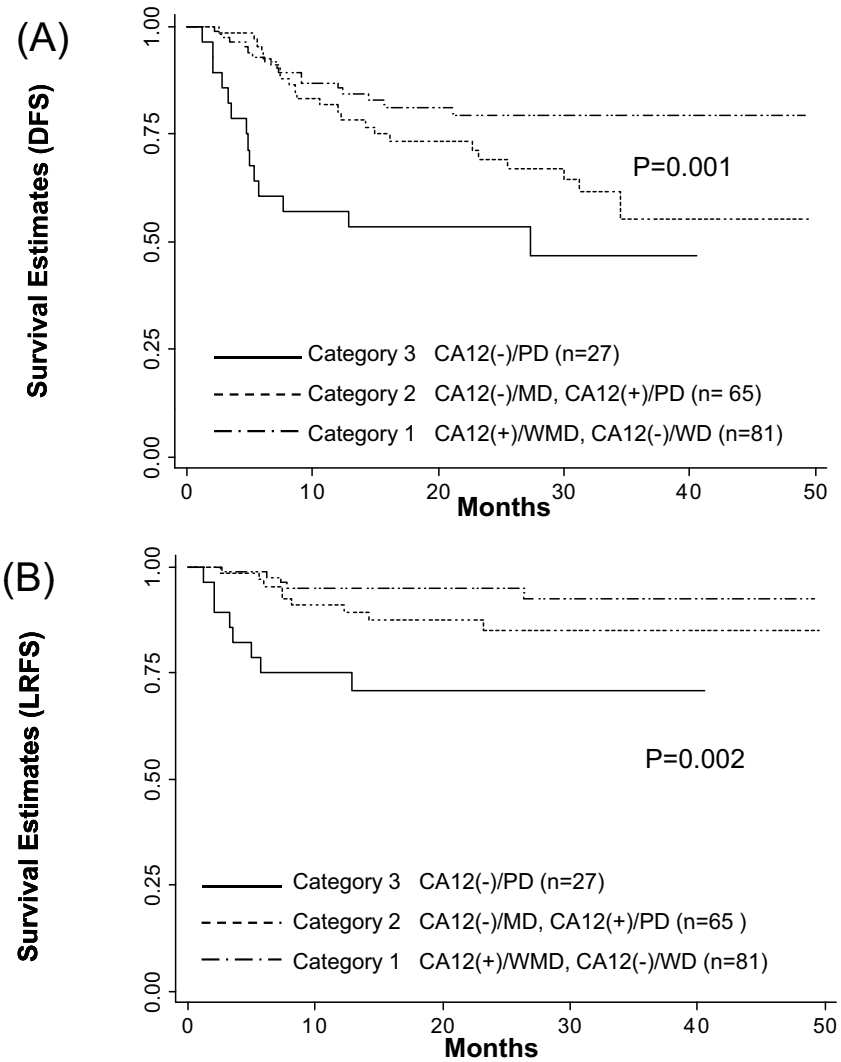 (A)
Survival Estimates (DFS)
1.00
0.75
0.50
0.25
0.00
P=0.001
Category 3 CA12(-)/PD (n=27)
Category 2 CA12(-)/MD, CA12(+)/PD (n= 65)
Category 1 CA12(+)/WMD, CA12(-)/WD (n=81)
0 10 20 30 40 50
Months
(B)
Survival Estimates (LRFS)
1.00
0.75
0.50
0.25
0.00
P=0.002
Category 3 CA12(-)/PD (n=27)
Category 2 CA12(-)/MD, CA12(+)/PD (n=65 )
Category 1 CA12(+)/WMD, CA12(-)/WD (n=81)
0 10 20 30 40 50
Months